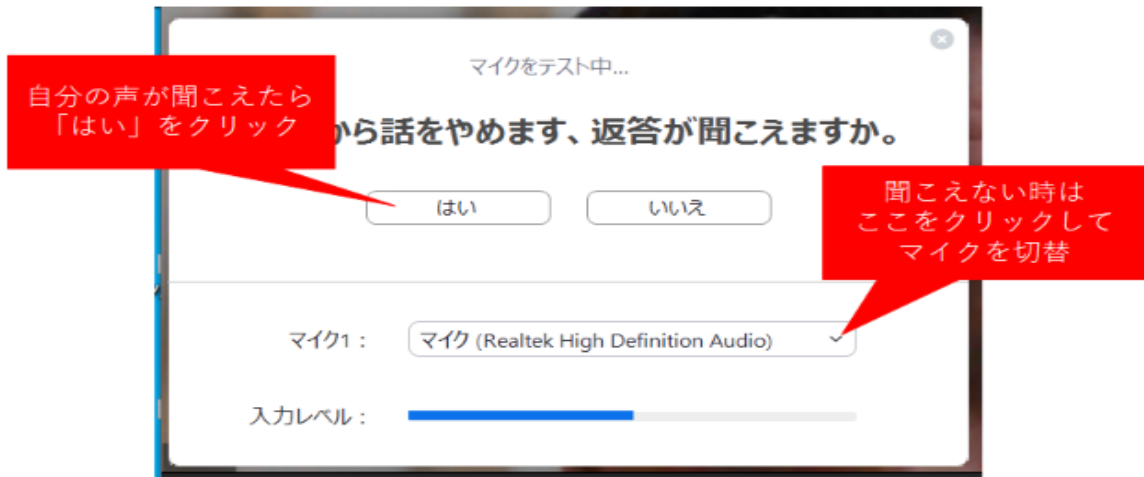 マイクをテスト中...
自分の声が聞こえたら
「はい」をクリック
から話をやめます、返答が聞こえますか。
はい
いいえ
聞こえない時は
ここをクリックして
マイクを切替
マイク1：
マイク (Realtek High Definition Audio)
入力レベル：